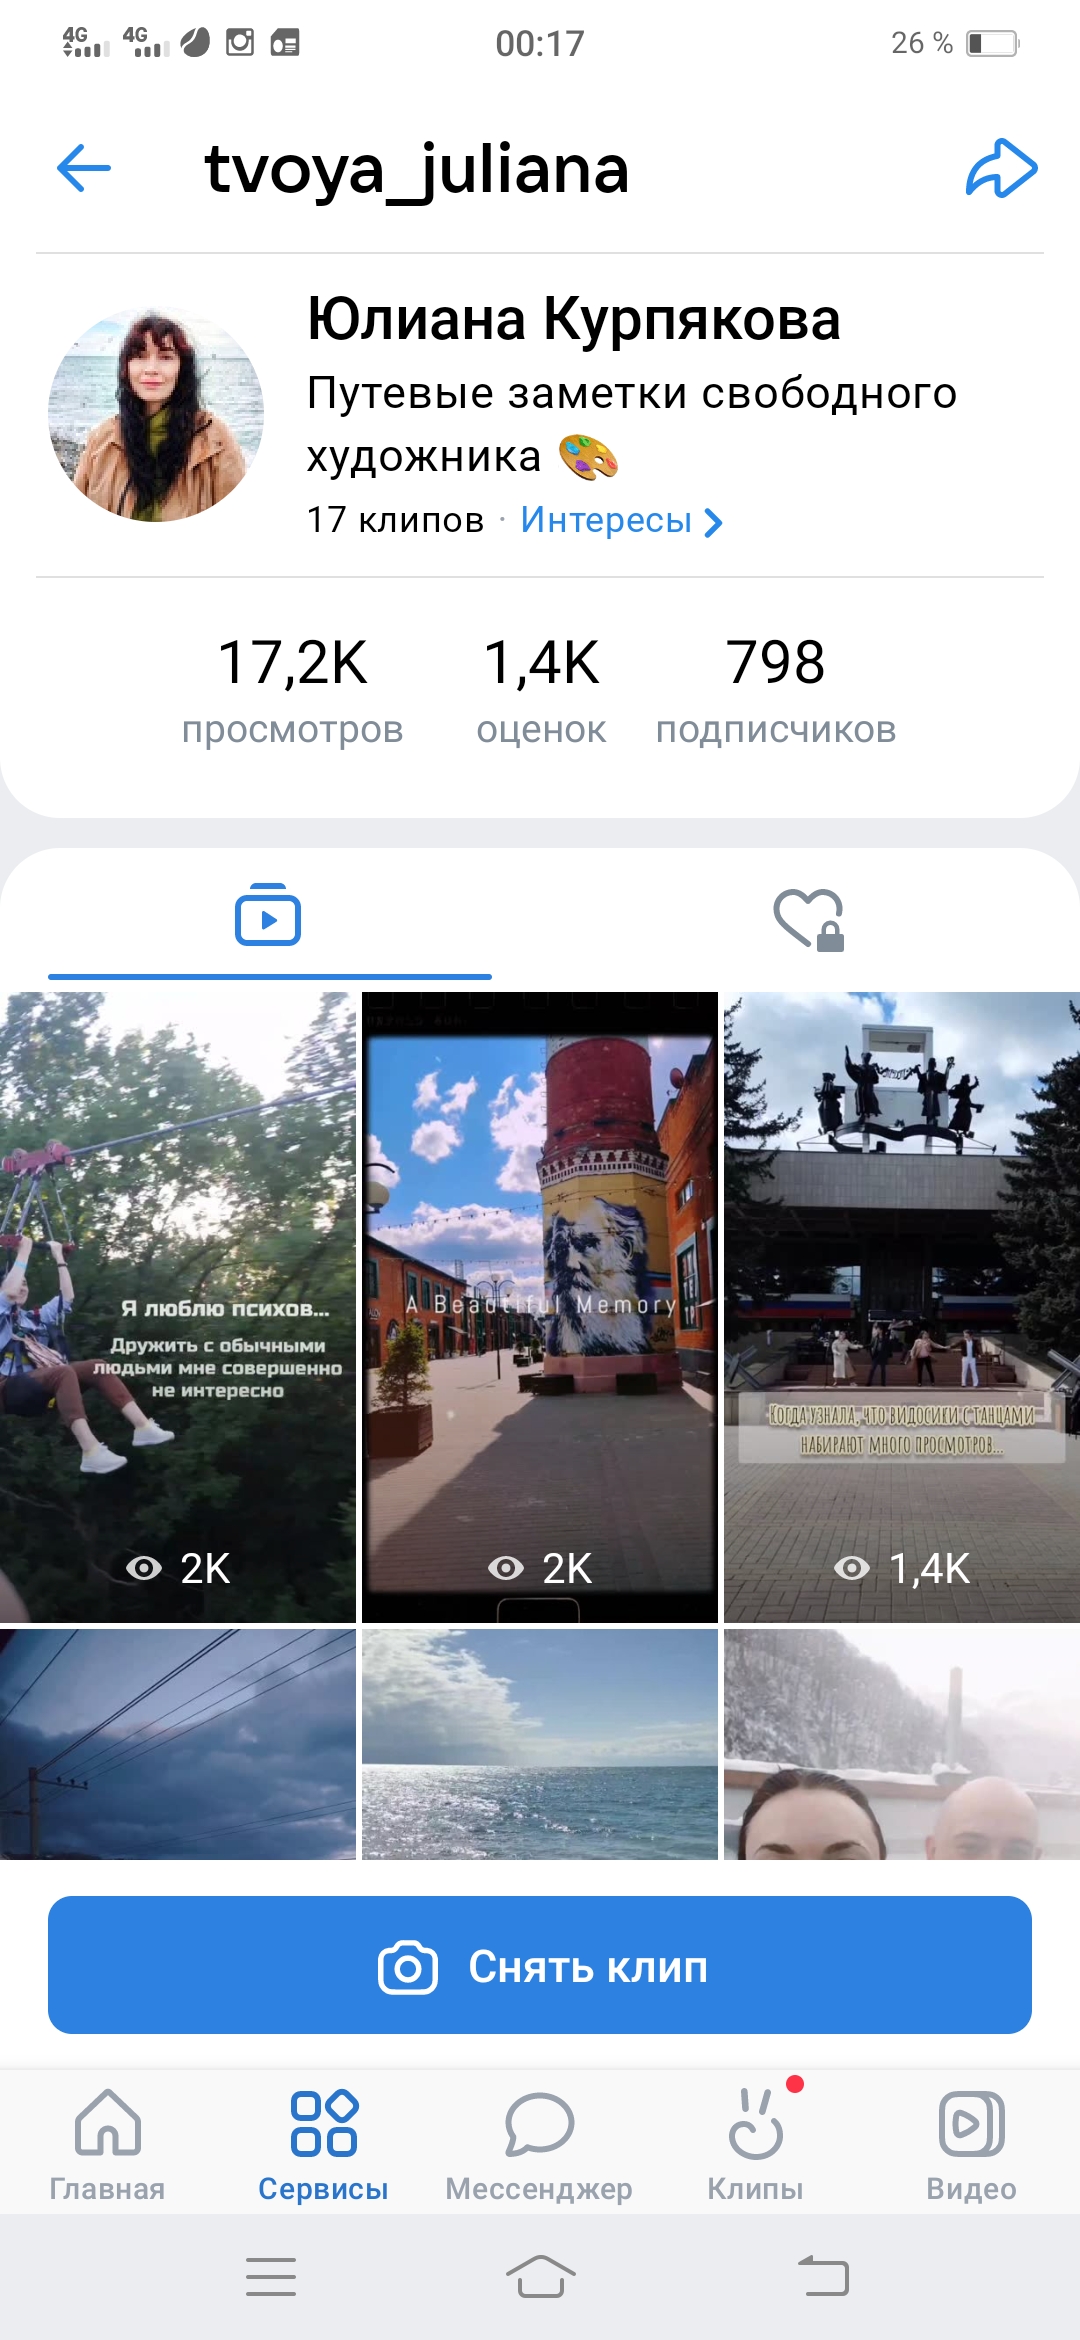 4G 4G 00:17 26 %
tvoya_juliana
Юлиана Курпякова
Путевые заметки свободного
художника
17 клипов · Интересы
17,2K 1,4K 798
просмотров оценок подписчиков
Я люблю психов...
Дружить с обычными
людьми мне совершенно
не интересно
2K
A Beautiful Memory
2K
Когда узнала, что видосики с танцами
набирают много просмотров...
1,4K
Снять клип
Главная Сервисы Мессенджер Клипы Видео